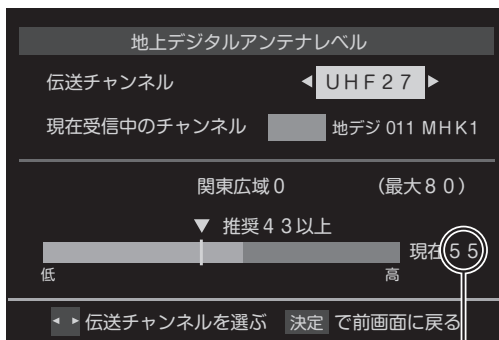 地上デジタルアンテナレベル
伝送チャンネル ◀ UHF27 ▶
現在受信中のチャンネル 地デジ 011 MHK1
関東広域0 (最大80)
▼ 推奨43以上
現在 55
低 高
◂ ▸ 伝送チャンネルを選ぶ 決定 で前画面に戻る